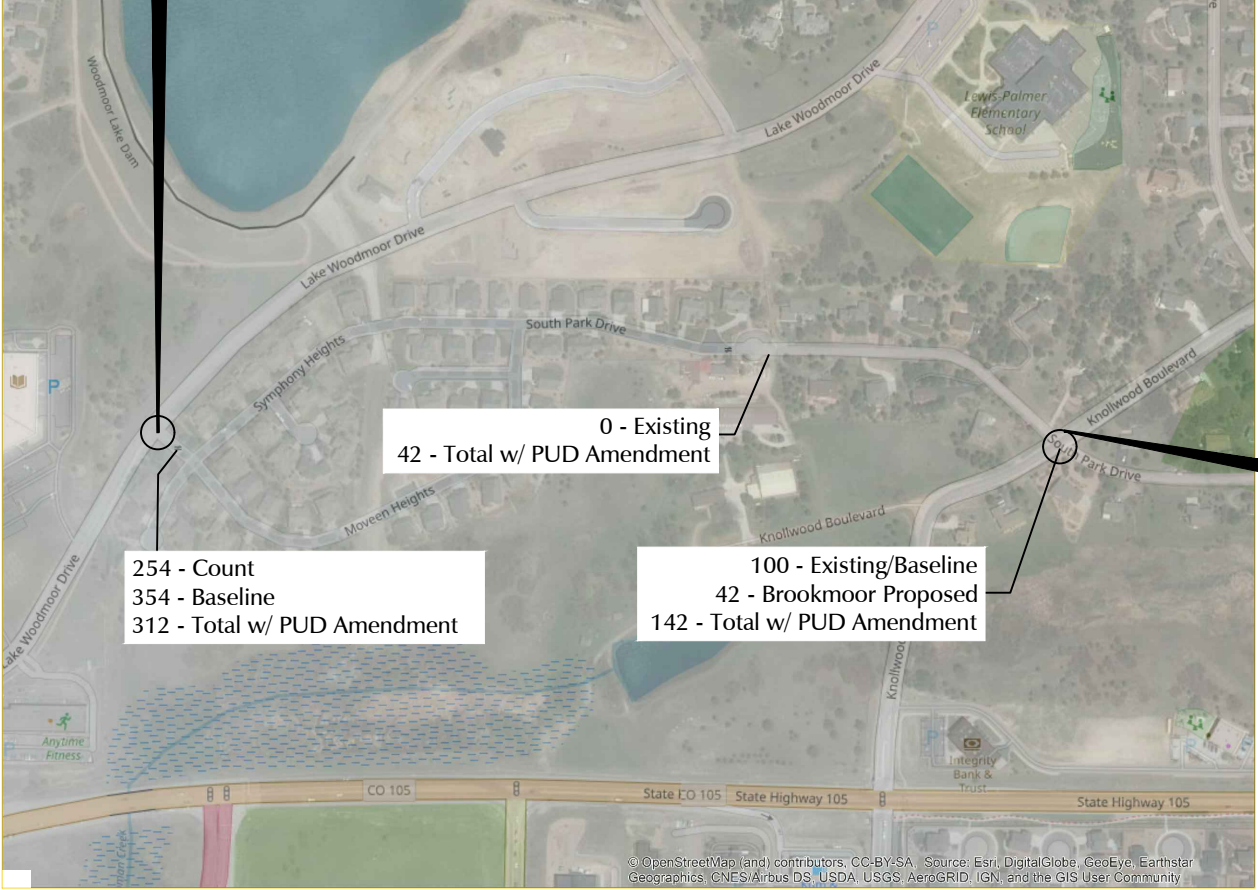 Woodmoor Lake Dam
Lewis-Palmer
Elementary
School
Lake Woodmoor Drive
Lake Woodmoor Drive
P
South Park Drive
Symphony Heights
Knollwood Boulevard
0 - Existing
42 - Total w/ PUD Amendment
South Park Drive
Moveen Heights
Knollwood Boulevard
254 - Count
354 - Baseline
312 - Total w/ PUD Amendment
100 - Existing/Baseline
42 - Brookmoor Proposed
142 - Total w/ PUD Amendment
Lake Woodmoor Drive
Knollwoo
Anytime
Fitness
P
Integrity
Bank &
Trust
CO 105
State
CO 105
State Highway 105
State Highway 105
© OpenStreetMap (and) contributors, CC-BY-SA, Source: Esri, DigitalGlobe, GeoEye, Earthstar
Geographics, CNES/Airbus DS, USDA, USGS, AeroGRID, IGN, and the GIS User Community